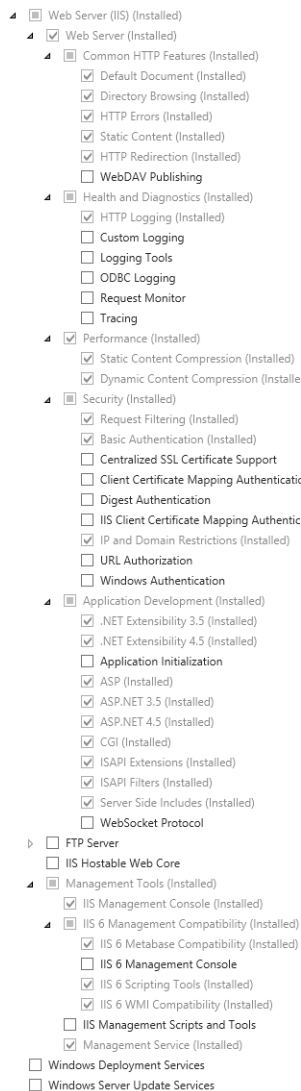 Web Server (IIS) (Installed)
Web Server (Installed)
Common HTTP Features (Installed)
Default Document (Installed)
Directory Browsing (Installed)
HTTP Errors (Installed)
Static Content (Installed)
HTTP Redirection (Installed)
WebDAV Publishing
Health and Diagnostics (Installed)
HTTP Logging (Installed)
Custom Logging
Logging Tools
ODBC Logging
Request Monitor
Tracing
Performance (Installed)
Static Content Compression (Installed)
Dynamic Content Compression (Installe
Security (Installed)
Request Filtering (Installed)
Basic Authentication (Installed)
Centralized SSL Certificate Support
Client Certificate Mapping Authenticatic
Digest Authentication
IIS Client Certificate Mapping Authentic
IP and Domain Restrictions (Installed)
URL Authorization
Windows Authentication
Application Development (Installed)
.NET Extensibility 3.5 (Installed)
.NET Extensibility 4.5 (Installed)
Application Initialization
ASP (Installed)
ASP.NET 3.5 (Installed)
ASP.NET 4.5 (Installed)
CGI (Installed)
ISAPI Extensions (Installed)
ISAPI Filters (Installed)
Server Side Includes (Installed)
WebSocket Protocol
FTP Server
IIS Hostable Web Core
Management Tools (Installed)
IIS Management Console (Installed)
IIS 6 Management Compatibility (Installed)
IIS 6 Metabase Compatibility (Installed)
IIS 6 Management Console
IIS 6 Scripting Tools (Installed)
IIS 6 WMI Compatibility (Installed)
IIS Management Scripts and Tools
Management Service (Installed)
Windows Deployment Services
Windows Server Update Services